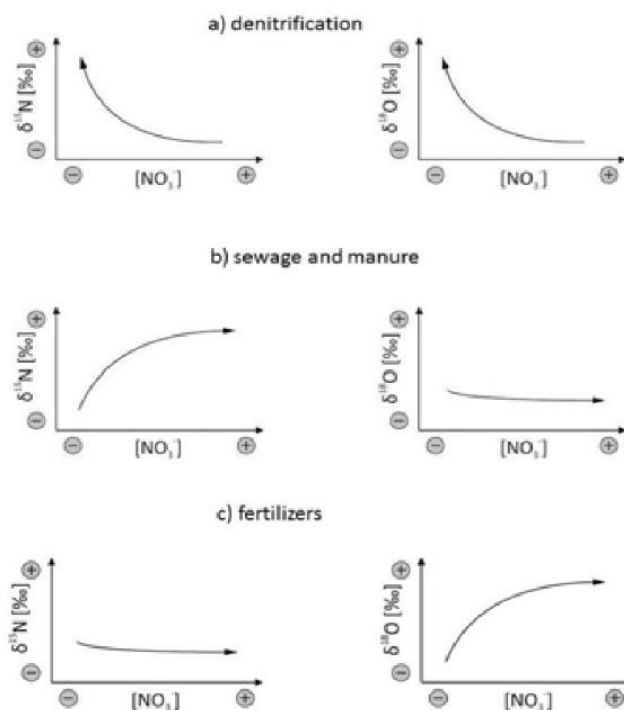 a) denitrification
δ¹⁵N [‰]
+
−
[NO₃⁻]
−
+
δ¹⁸O [‰]
+
−
[NO₃⁻]
−
+
b) sewage and manure
δ¹⁵N [‰]
+
−
[NO₃⁻]
−
+
δ¹⁸O [‰]
+
−
[NO₃⁻]
−
+
c) fertilizers
δ¹⁵N [‰]
+
−
[NO₃⁻]
−
+
δ¹⁸O [‰]
+
−
[NO₃⁻]
−
+